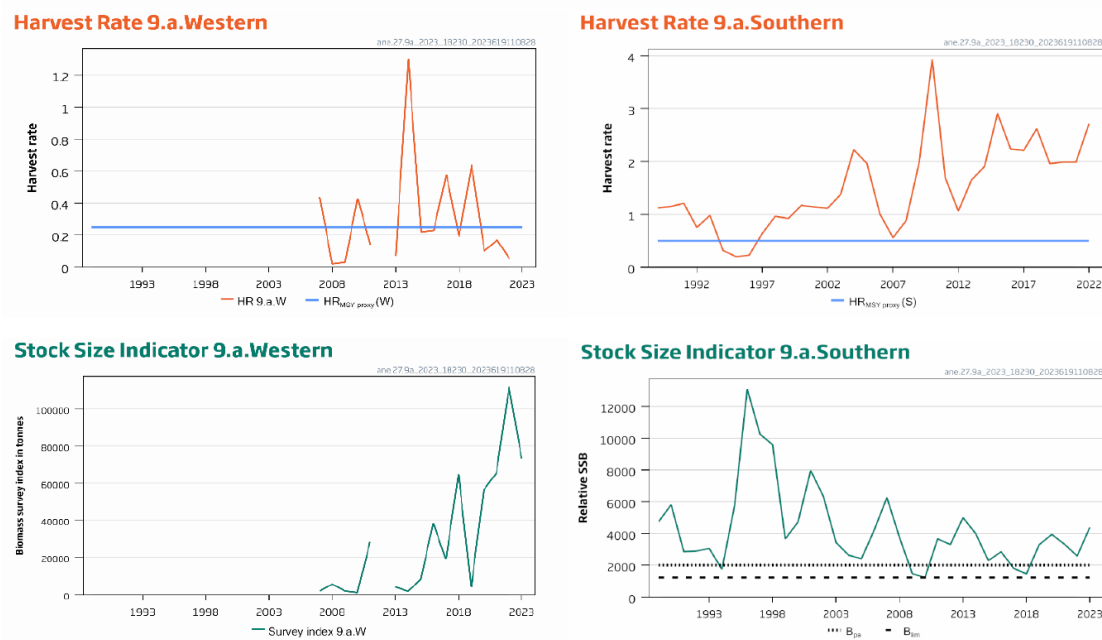 Harvest Rate 9.a.Western
ane.27.9a_2023_18230_2023619110828
Harvest rate
1.2
1
0.8
0.6
0.4
0.2
0
1993 1998 2003 2008 2013 2018 2023
HR 9.a.W HRMSY proxy (W)
Harvest Rate 9.a.Southern
ane.27.9a_2023_18230_2023619110828
Harvest rate
4
3
2
1
0
1992 1997 2002 2007 2012 2017 2022
HRMSY proxy (S)
Stock Size Indicator 9.a.Western
ane.27.9a_2023_18230_2023619110828
Biomass survey index in tonnes
100000
80000
60000
40000
20000
0
1993 1998 2003 2008 2013 2018 2023
Survey index 9.a.W
Stock Size Indicator 9.a.Southern
ane.27.9a_2023_18230_2023619110828
Relative SSB
12000
10000
8000
6000
4000
2000
0
1993 1998 2003 2008 2013 2018 2023
Bpa Blim